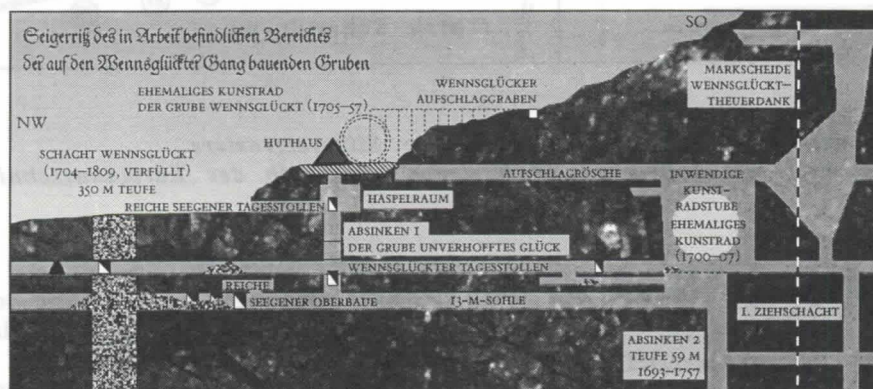 Seigerriß des in Arbeit befindlichen Bereiches
der auf den Wennsglückter Gang bauenden Gruben
SO
NW
EHEMALIGES KUNSTRAD
DER GRUBE WENNSGLÜCKT (1705–57)
WENNSGLÜCKER
AUFSCHLAGGRABEN
MARKSCHEIDE
WENNSGLÜCKT–
THEUERDANK
HUTHAUS
SCHACHT WENNSGLÜCKT
(1704–1809, VERFÜLLT)
350 M TEUFE
AUFSCHLAGRÖSCHE
INWENDIGE
KUNST-
RADSTUBE
EHEMALIGES
KUNSTRAD
(1700–07)
HASPELRAUM
REICHE SEEGENER TAGESSTOLLEN
ABSINKEN 1
DER GRUBE UNVERHOFFTES GLÜCK
WENNSGLÜCKTER TAGESSTOLLEN
REICHE
SEEGENER OBERBAUE
13-M-SOHLE
1. ZIEHSCHACHT
ABSINKEN 2
TEUFE 59 M
1693–1757